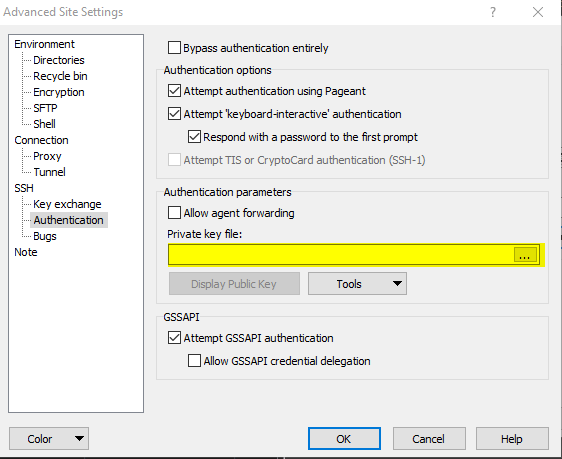 Advanced Site Settings
Environment
Directories
Recycle bin
Encryption
SFTP
Shell
Connection
Proxy
Tunnel
SSH
Key exchange
Authentication
Bugs
Note
Bypass authentication entirely
Authentication options
Attempt authentication using Pageant
Attempt 'keyboard-interactive' authentication
Respond with a password to the first prompt
Attempt TIS or CryptoCard authentication (SSH-1)
Authentication parameters
Allow agent forwarding
Private key file:
...
Display Public Key Tools
GSSAPI
Attempt GSSAPI authentication
Allow GSSAPI credential delegation
Color OK Cancel Help